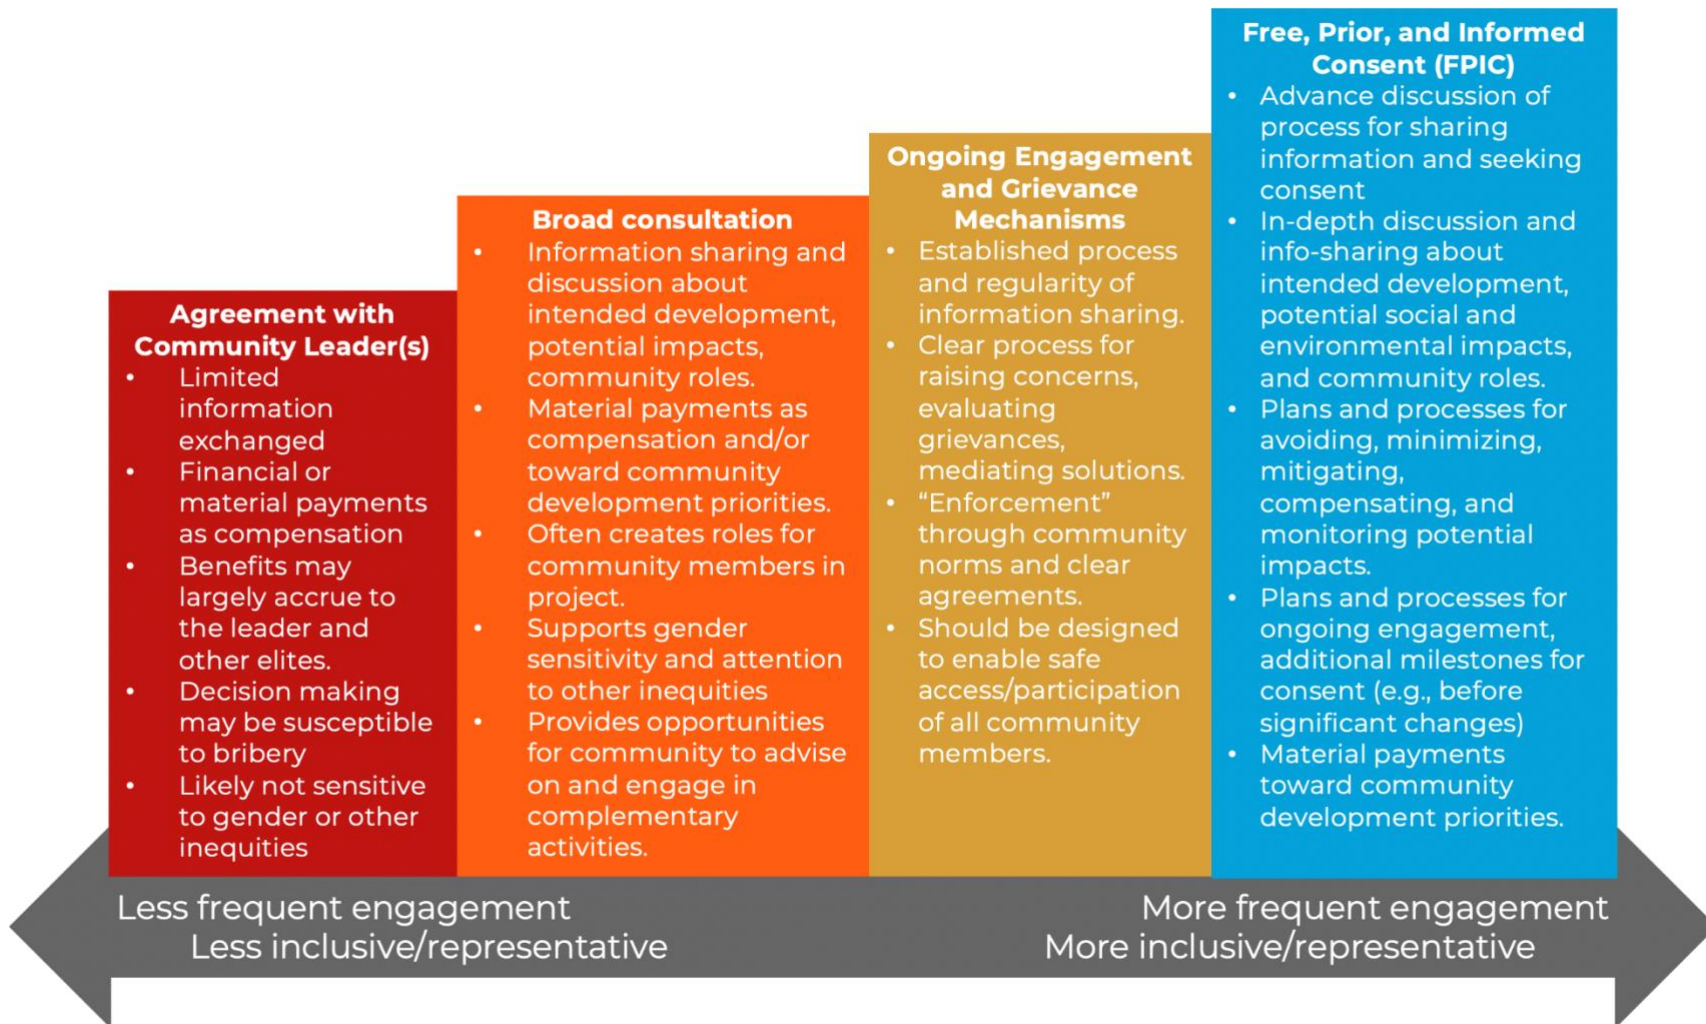 Agreement with
Community Leader(s)
• Limited
information
exchanged
• Financial or
material payments
as compensation
• Benefits may
largely accrue to
the leader and
other elites.
• Decision making
may be susceptible
to bribery
• Likely not sensitive
to gender or other
inequities
Broad consultation
• Information sharing and
discussion about
intended development,
potential impacts,
community roles.
• Material payments as
compensation and/or
toward community
development priorities.
• Often creates roles for
community members in
project.
• Supports gender
sensitivity and attention
to other inequities
• Provides opportunities
for community to advise
on and engage in
complementary
activities.
Ongoing Engagement
and Grievance
Mechanisms
• Established process
and regularity of
information sharing.
• Clear process for
raising concerns,
evaluating
grievances,
mediating solutions.
• “Enforcement”
through community
norms and clear
agreements.
• Should be designed
to enable safe
access/participation
of all community
members.
Free, Prior, and Informed
Consent (FPIC)
• Advance discussion of
process for sharing
information and seeking
consent
• In-depth discussion and
info-sharing about
intended development,
potential social and
environmental impacts,
and community roles.
• Plans and processes for
avoiding, minimizing,
mitigating,
compensating, and
monitoring potential
impacts.
• Plans and processes for
ongoing engagement,
additional milestones for
consent (e.g., before
significant changes)
• Material payments
toward community
development priorities.
Less frequent engagement
Less inclusive/representative
More frequent engagement
More inclusive/representative